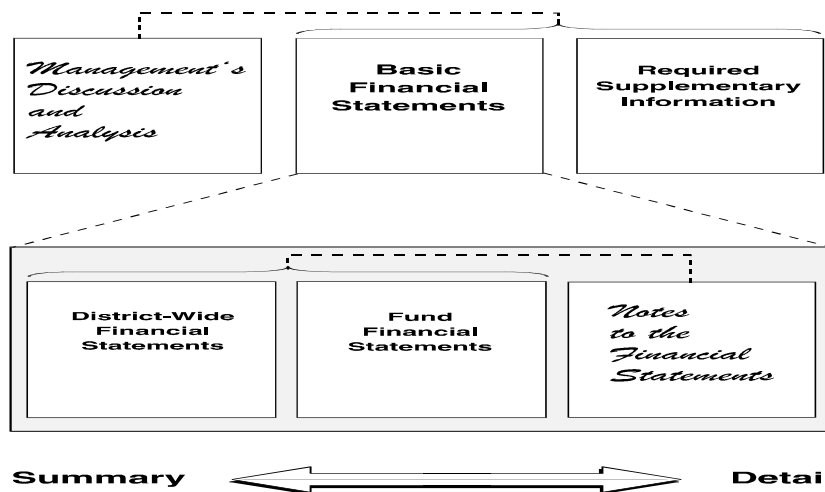 Management's
Discussion
and
Analysis
Basic
Financial
Statements
Required
Supplementary
Information
District-Wide
Financial
Statements
Fund
Financial
Statements
Notes
to the
Financial
Statements
Summary
Detai